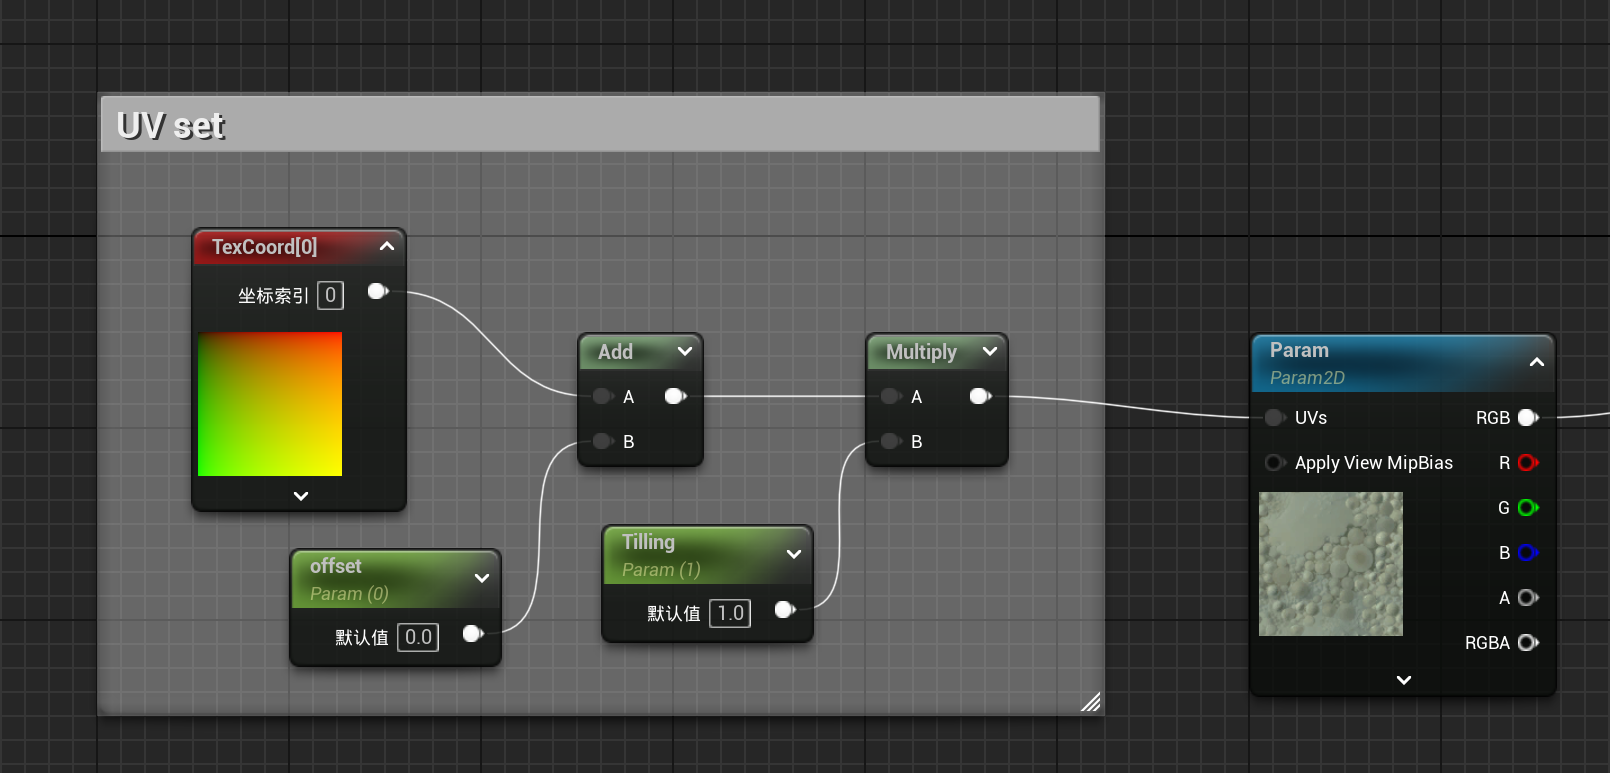 UV set
TexCoord[0]
坐标索引 0
Add
A
B
offset
Param (0)
默认值 0.0
Tilling
Param (1)
默认值 1.0
Multiply
A
B
Param
Param2D
UVs RGB
Apply View MipBias R
G
B
A
RGBA